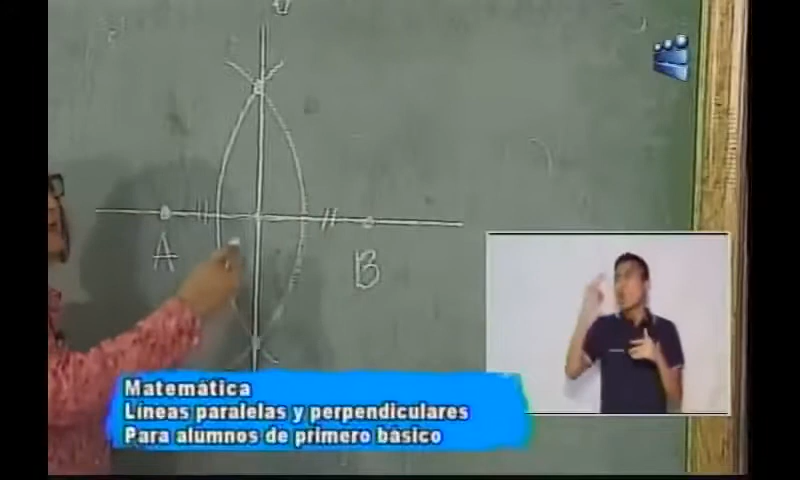 A
B
Matemática
Líneas paralelas y perpendiculares
Para alumnos de primero básico